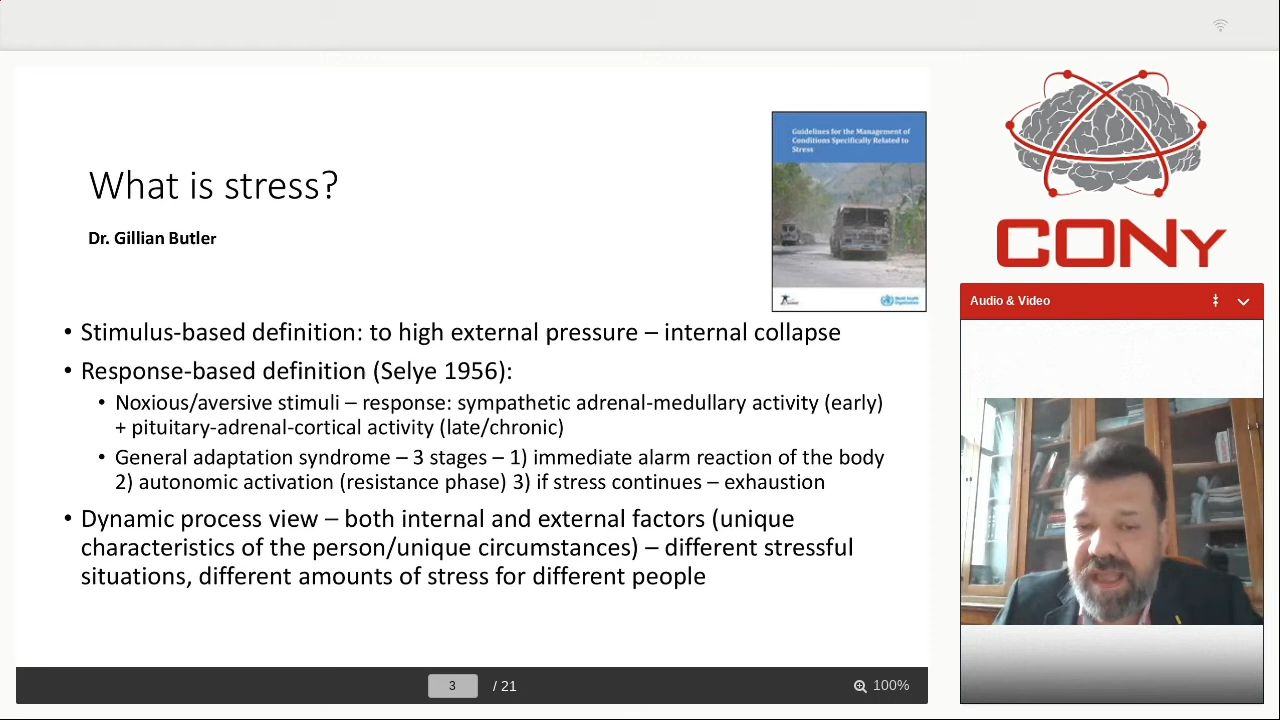 What is stress?
Dr. Gillian Butler
Guidelines for the Management of
Conditions Specifically Related to
Stress
World Health
Organization
• Stimulus-based definition: to high external pressure – internal collapse
• Response-based definition (Selye 1956):
• Noxious/aversive stimuli – response: sympathetic adrenal-medullary activity (early)
+ pituitary-adrenal-cortical activity (late/chronic)
• General adaptation syndrome – 3 stages – 1) immediate alarm reaction of the body
2) autonomic activation (resistance phase) 3) if stress continues – exhaustion
• Dynamic process view – both internal and external factors (unique
characteristics of the person/unique circumstances) – different stressful
situations, different amounts of stress for different people
3 / 21
100%
CONy
Audio & Video